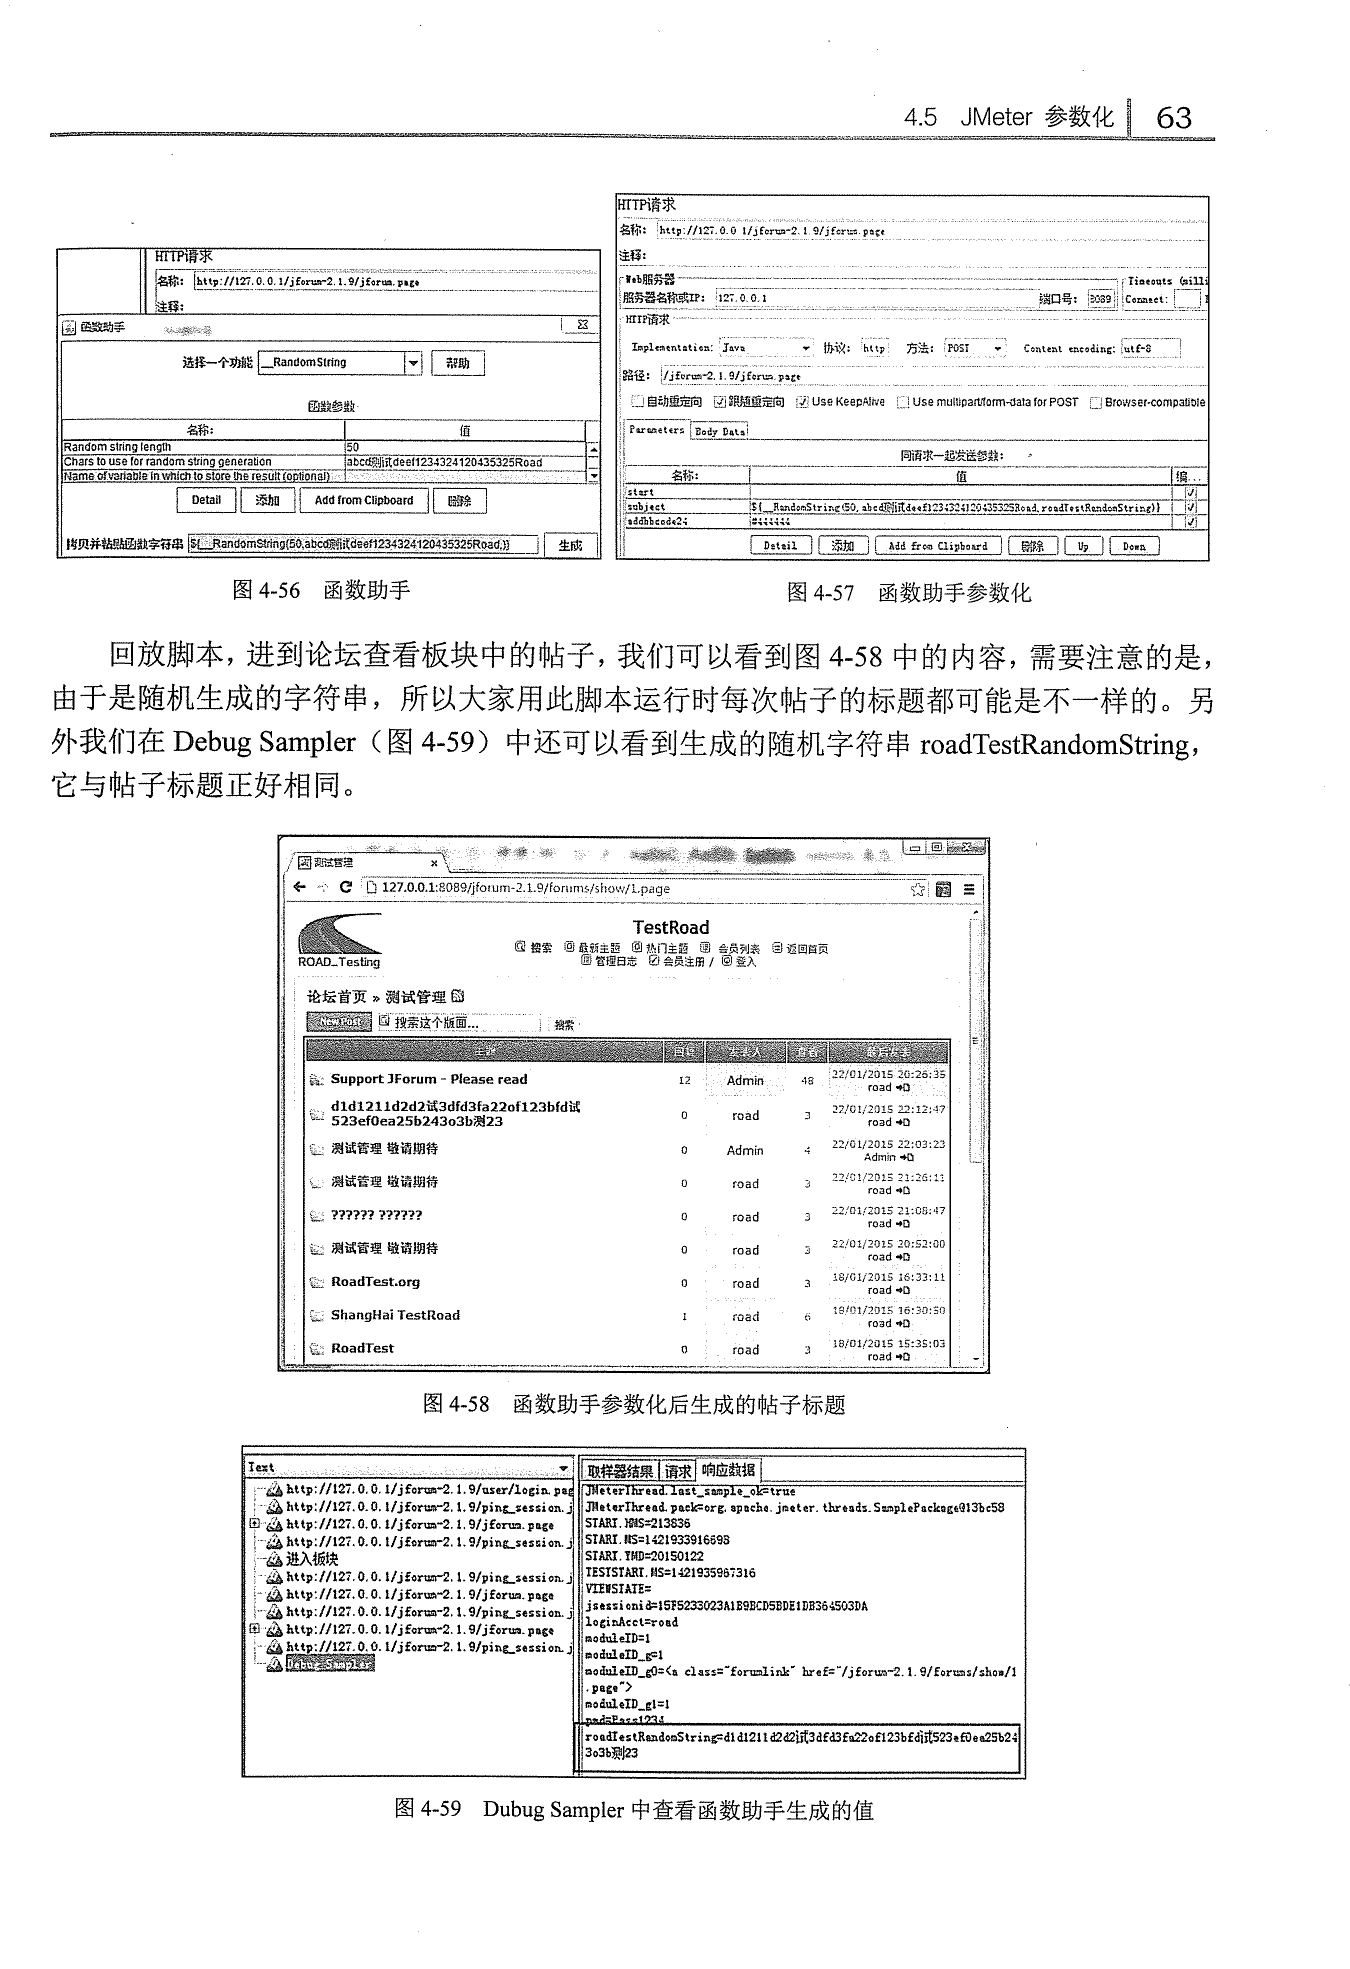 4.5 JMeter 参数化 63
HTTP请求
名称: http://127.0.0.1/jforum-2.1.9/jforum.page
注释:
函数助手
选择一个功能 __RandomString 帮助
函数参数
名称: 值
Random string length 50
Chars to use for random string generation abcd测试deef1234324120435325Road
Name of variable in which to store the result (optional)
Detail 添加 Add from Clipboard 删除
拷贝并粘贴函数字符串 ${__RandomString(50,abcd测试deef1234324120435325Road,)} 生成
图 4-56 函数助手
HTTP请求
名称: http://127.0.0.1/jforum-2.1.9/jforum.page
注释:
Web服务器 Timeouts (milli
服务器名称或IP: 127.0.0.1 端口号: 8089 Connect:
HTTP请求
Implementation: Java 协议: http 方法: POST Content encoding: utf-8
路径: /jforum-2.1.9/jforum.page
自动重定向 跟随重定向 Use KeepAlive Use multipart/form-data for POST Browser-compatible
Parameters Body Data
同请求一起发送参数:
名称: 值 编...
start
subject ${__RandomString(50,abcd测试deef1234324120435325Road,roadTestRandomString)}
addbbcode24 #444444
Detail 添加 Add from Clipboard 删除 Up Down
图 4-57 函数助手参数化
回放脚本，进到论坛查看板块中的帖子，我们可以看到图 4-58 中的内容，需要注意的是，
由于是随机生成的字符串，所以大家用此脚本运行时每次帖子的标题都可能是不一样的。另
外我们在 Debug Sampler（图 4-59）中还可以看到生成的随机字符串 roadTestRandomString，
它与帖子标题正好相同。
测试管理
127.0.0.1:8089/jforum-2.1.9/forums/show/1.page
TestRoad
ROAD_Testing
搜索 最新主题 热门主题 会员列表 返回首页
管理日志 会员注册 / 登入
论坛首页 » 测试管理
New Post 搜索这个版面... 搜索
主题 回复 发表人 查看 最后发表
Support JForum - Please read 12 Admin 48 22/01/2015 20:26:35
road
d1d1211d2d2试3dfd3fa22of123bfd试
523ef0ea25b243o3b测23 0 road 3 22/01/2015 22:12:47
road
测试管理 敬请期待 0 Admin 4 22/01/2015 22:03:23
Admin
测试管理 敬请期待 0 road 3 22/01/2015 21:26:11
road
?????? ?????? 0 road 3 22/01/2015 21:08:47
road
测试管理 敬请期待 0 road 3 22/01/2015 20:52:00
road
RoadTest.org 0 road 3 18/01/2015 16:33:11
road
ShangHai TestRoad 1 road 6 18/01/2015 16:30:50
road
RoadTest 0 road 3 18/01/2015 15:35:03
road
图 4-58 函数助手参数化后生成的帖子标题
Text
http://127.0.0.1/jforum-2.1.9/user/login.pag
http://127.0.0.1/jforum-2.1.9/ping_session.j
http://127.0.0.1/jforum-2.1.9/jforum.page
http://127.0.0.1/jforum-2.1.9/ping_session.j
进入板块
http://127.0.0.1/jforum-2.1.9/ping_session.j
http://127.0.0.1/jforum-2.1.9/jforum.page
http://127.0.0.1/jforum-2.1.9/ping_session.j
http://127.0.0.1/jforum-2.1.9/jforum.page
http://127.0.0.1/jforum-2.1.9/ping_session.j
Debug Sampler
取样器结果 请求 响应数据
JMeterThread.last_sample_ok=true
JMeterThread.pack=org.apache.jmeter.threads.SamplePackage@13bc58
START.HMS=213836
START.MS=1421933916698
START.YMD=20150122
TESTSTART.MS=1421935967316
VIEWSTATE=
jsessionid=15F5233023A1B9BCD5BDE1DB364503DA
loginAcct=road
moduleID=1
moduleID_g=1
moduleID_g0=<a class="forumlink" href="/jforum-2.1.9/forums/show/1
.page">
moduleID_g1=1
pad=Pass1234
roadTestRandomString=d1d1211d2d2试3dfd3fa22of123bfd试523ef0ea25b24
3o3b测23
图 4-59 Dubug Sampler 中查看函数助手生成的值